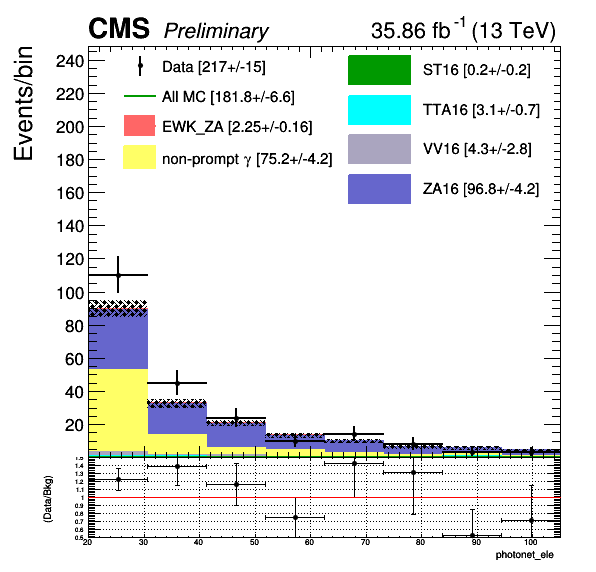 CMS Preliminary 35.86 fb⁻¹ (13 TeV)
Events/bin
240
220
200
180
160
140
120
100
80
60
40
20
Data [217+/-15]
All MC [181.8+/-6.6]
EWK_ZA [2.25+/-0.16]
non-prompt γ [75.2+/-4.2]
ST16 [0.2+/-0.2]
TTA16 [3.1+/-0.7]
VV16 [4.3+/-2.8]
ZA16 [96.8+/-4.2]
(Data/Bkg)
1.5
1.4
1.3
1.2
1.1
1
0.9
0.8
0.7
0.6
0.5
20 30 40 50 60 70 80 90 100
photonet_ele